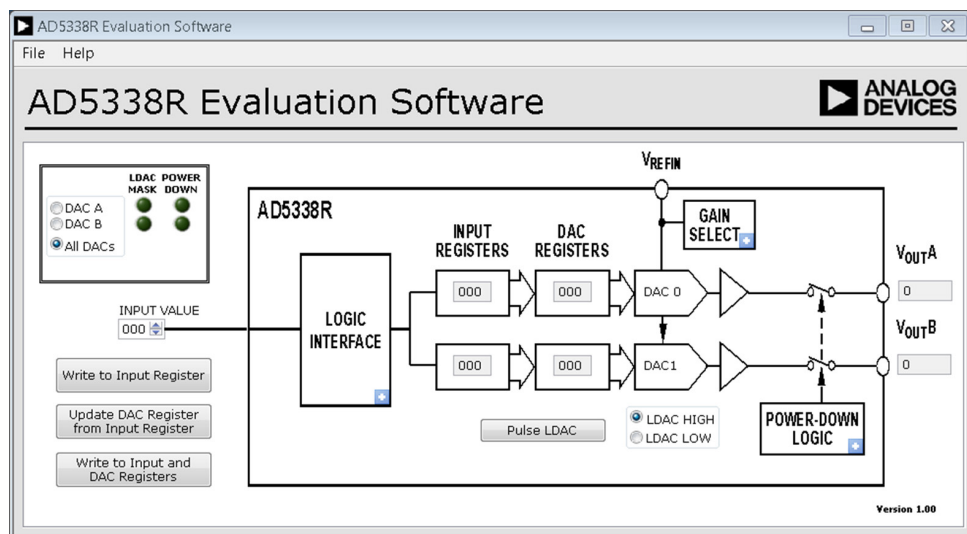 AD5338R Evaluation Software
File Help
AD5338R Evaluation Software
ANALOG
DEVICES
LDAC
MASK
POWER
DOWN
DAC A
DAC B
All DACs
INPUT VALUE
000
Write to Input Register
Update DAC Register
from Input Register
Write to Input and
DAC Registers
AD5338R
LOGIC
INTERFACE
INPUT
REGISTERS
DAC
REGISTERS
VREFIN
GAIN
SELECT
000
000
DAC 0
000
000
DAC1
Pulse LDAC
LDAC HIGH
LDAC LOW
POWER-DOWN
LOGIC
VOUTA
0
VOUTB
0
Version 1.00